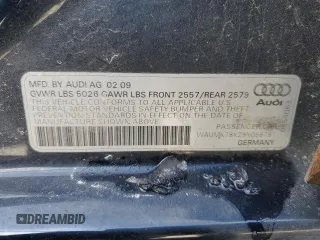 MFD. BY AUDI AG 02 09
GVWR LBS 5026 GAWR LBS FRONT 2557/REAR 2579
THIS VEHICLE CONFORMS TO ALL APPLICABLE
U.S. FEDERAL MOTOR VEHICLE
SAFETY BUMPER AND THEFT
PREVENTION STANDARDS IN EFFECT ON THE DATE OF
MANUFACTURE SHOWN ABOVE
Audi
PASSENGER
GERMANY
DREAMBID